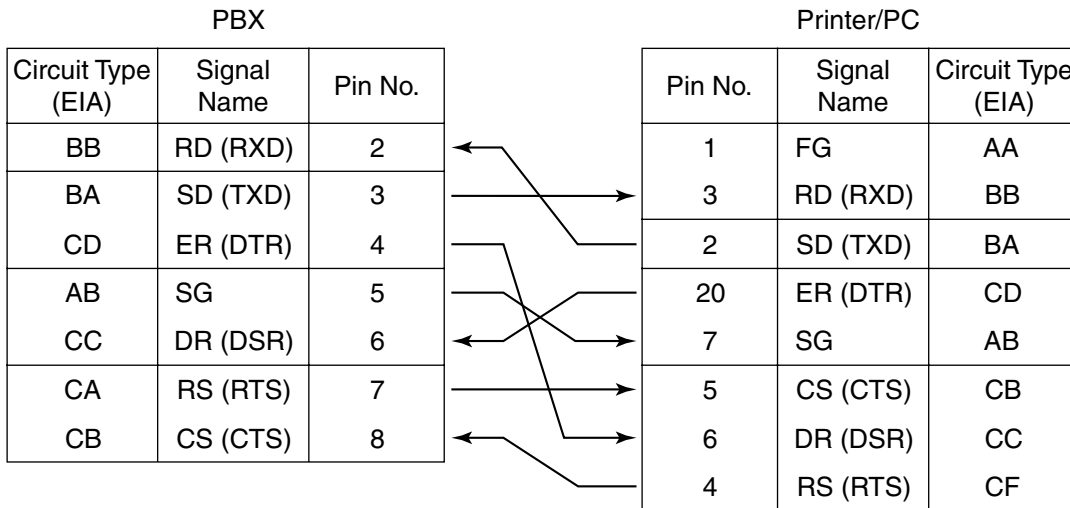 PBX
Circuit Type (EIA) Signal Name Pin No.
BB RD (RXD) 2
BA SD (TXD) 3
CD ER (DTR) 4
AB SG 5
CC DR (DSR) 6
CA RS (RTS) 7
CB CS (CTS) 8
Printer/PC
Pin No. Signal Name Circuit Type (EIA)
1 FG AA
3 RD (RXD) BB
2 SD (TXD) BA
20 ER (DTR) CD
7 SG AB
5 CS (CTS) CB
6 DR (DSR) CC
4 RS (RTS) CF